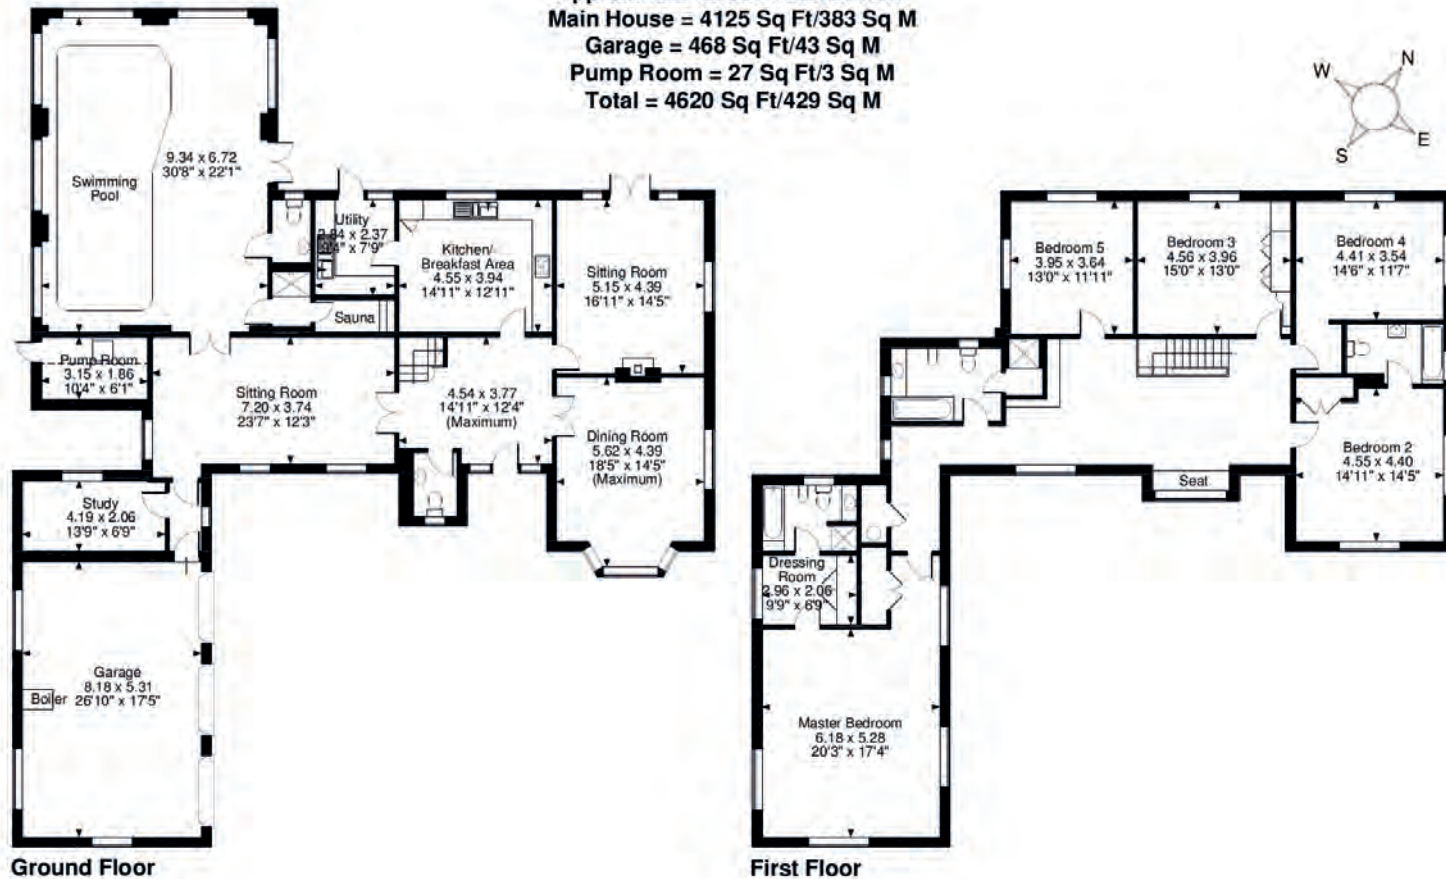 Main House = 4125 Sq Ft/383 Sq M
Garage = 468 Sq Ft/43 Sq M
Pump Room = 27 Sq Ft/3 Sq M
Total = 4620 Sq Ft/429 Sq M
W
N
S
E
9.34 x 6.72
30'8" x 22'1"
Swimming
Pool
Utility
2.84 x 2.37
9'4" x 7'9"
Kitchen/
Breakfast Area
4.55 x 3.94
14'11" x 12'11"
Sitting Room
5.15 x 4.39
16'11" x 14'5"
Sauna
Pump Room
3.15 x 1.86
10'4" x 6'1"
Sitting Room
7.20 x 3.74
23'7" x 12'3"
4.54 x 3.77
14'11" x 12'4"
(Maximum)
Dining Room
5.62 x 4.39
18'5" x 14'5"
(Maximum)
Study
4.19 x 2.06
13'9" x 6'9"
Garage
8.18 x 5.31
26'10" x 17'5"
Boiler
Ground Floor
Bedroom 5
3.95 x 3.64
13'0" x 11'11"
Bedroom 3
4.56 x 3.96
15'0" x 13'0"
Bedroom 4
4.41 x 3.54
14'6" x 11'7"
Bedroom 2
4.55 x 4.40
14'11" x 14'5"
Seat
Dressing
Room
2.96 x 2.06
9'9" x 6'9"
Master Bedroom
6.18 x 5.28
20'3" x 17'4"
First Floor